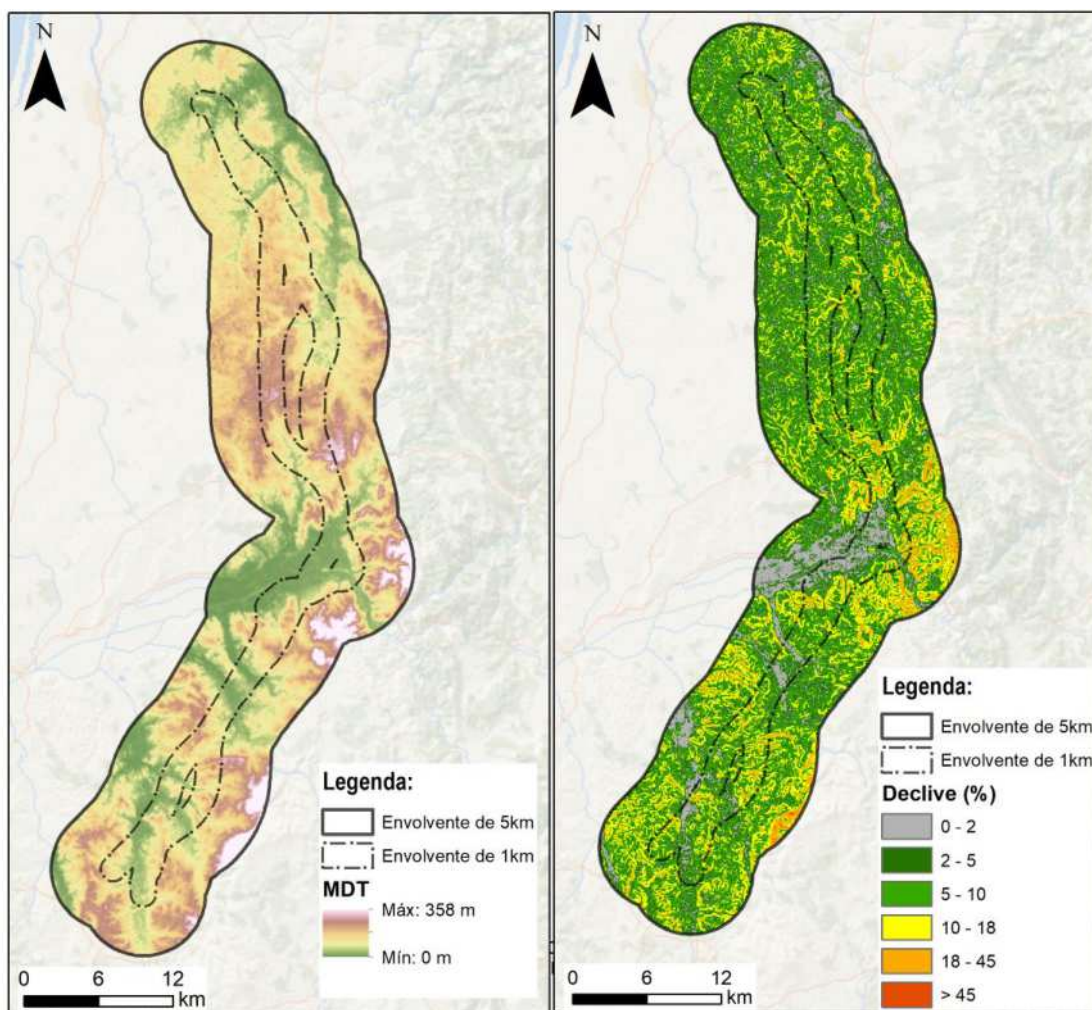 N
Legenda:
Envolvente de 5km
Envolvente de 1km
MDT
Máx: 358 m
Mín: 0 m
0 6 12
km
N
Legenda:
Envolvente de 5km
Envolvente de 1km
Declive (%)
0 - 2
2 - 5
5 - 10
10 - 18
18 - 45
> 45
0 6 12
km